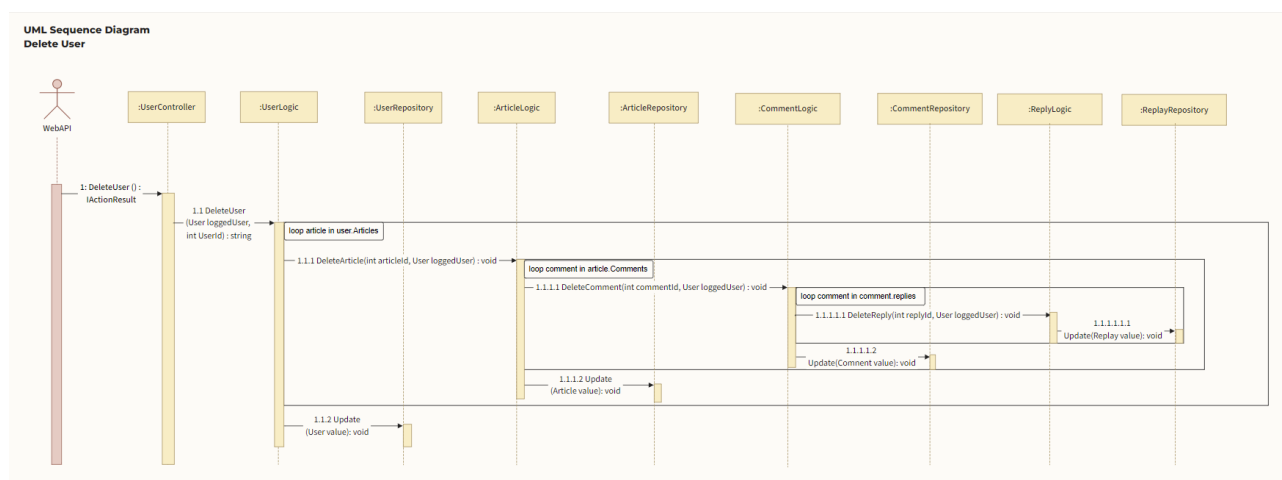 UML Sequence Diagram
Delete User
WebAPI
:UserController
:UserLogic
:UserRepository
:ArticleLogic
:ArticleRepository
:CommentLogic
:CommentRepository
:ReplyLogic
:ReplayRepository
1: DeleteUser () :
IActionResult
1.1 DeleteUser
(User loggedUser,
int UserId) : string
loop article in user.Articles
1.1.1 DeleteArticle(int articleId, User loggedUser) : void
loop comment in article.Comments
1.1.1.1 DeleteComment(int commentId, User loggedUser) : void
loop comment in comment.replies
1.1.1.1.1 DeleteReply(int replyId, User loggedUser) : void
1.1.1.1.1.1
Update(Replay value): void
1.1.1.1.2
Update(Comnent value): void
1.1.1.2 Update
(Article value): void
1.1.2 Update
(User value): void